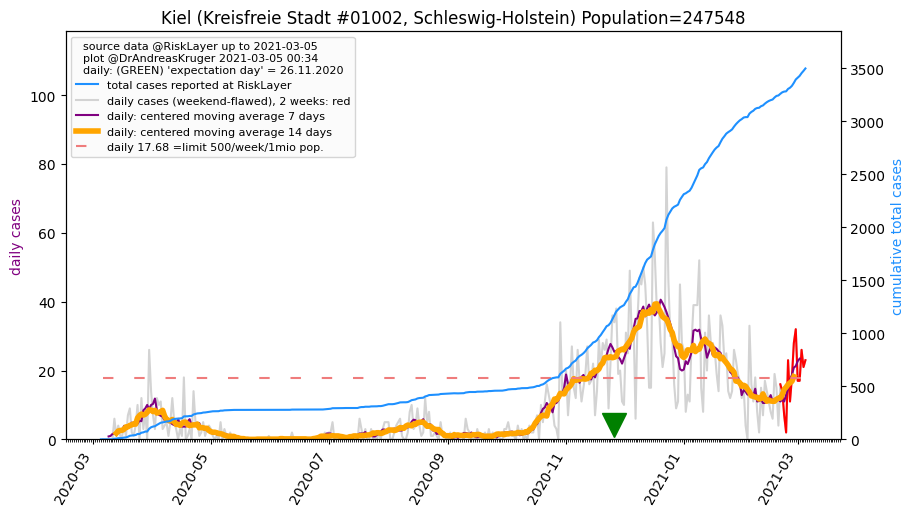 Kiel (Kreisfreie Stadt #01002, Schleswig-Holstein) Population=247548
source data @RiskLayer up to 2021-03-05
plot @DrAndreasKruger 2021-03-05 00:34
daily: (GREEN) 'expectation day' = 26.11.2020
total cases reported at RiskLayer
daily cases (weekend-flawed), 2 weeks: red
daily: centered moving average 7 days
daily: centered moving average 14 days
daily 17.68 =limit 500/week/1mio pop.
daily cases
100
80
60
40
20
0
cumulative total cases
3500
3000
2500
2000
1500
1000
500
0
2020-03
2020-05
2020-07
2020-09
2020-11
2021-01
2021-03